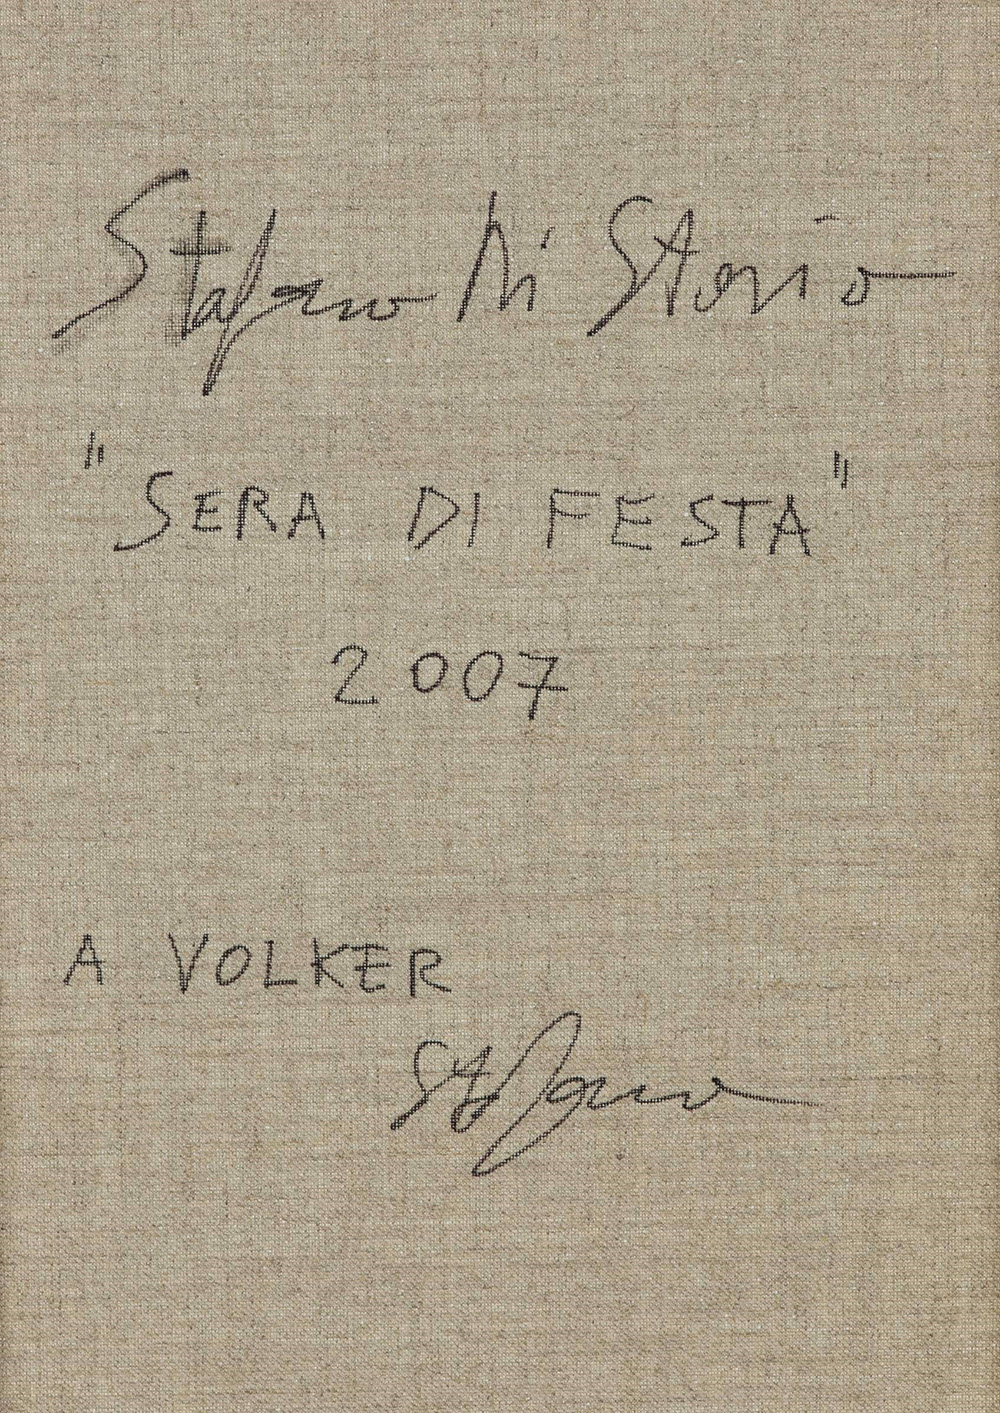 Stefano Di Stasio
"SERA DI FESTA"
2007
A VOLKER
Stefano